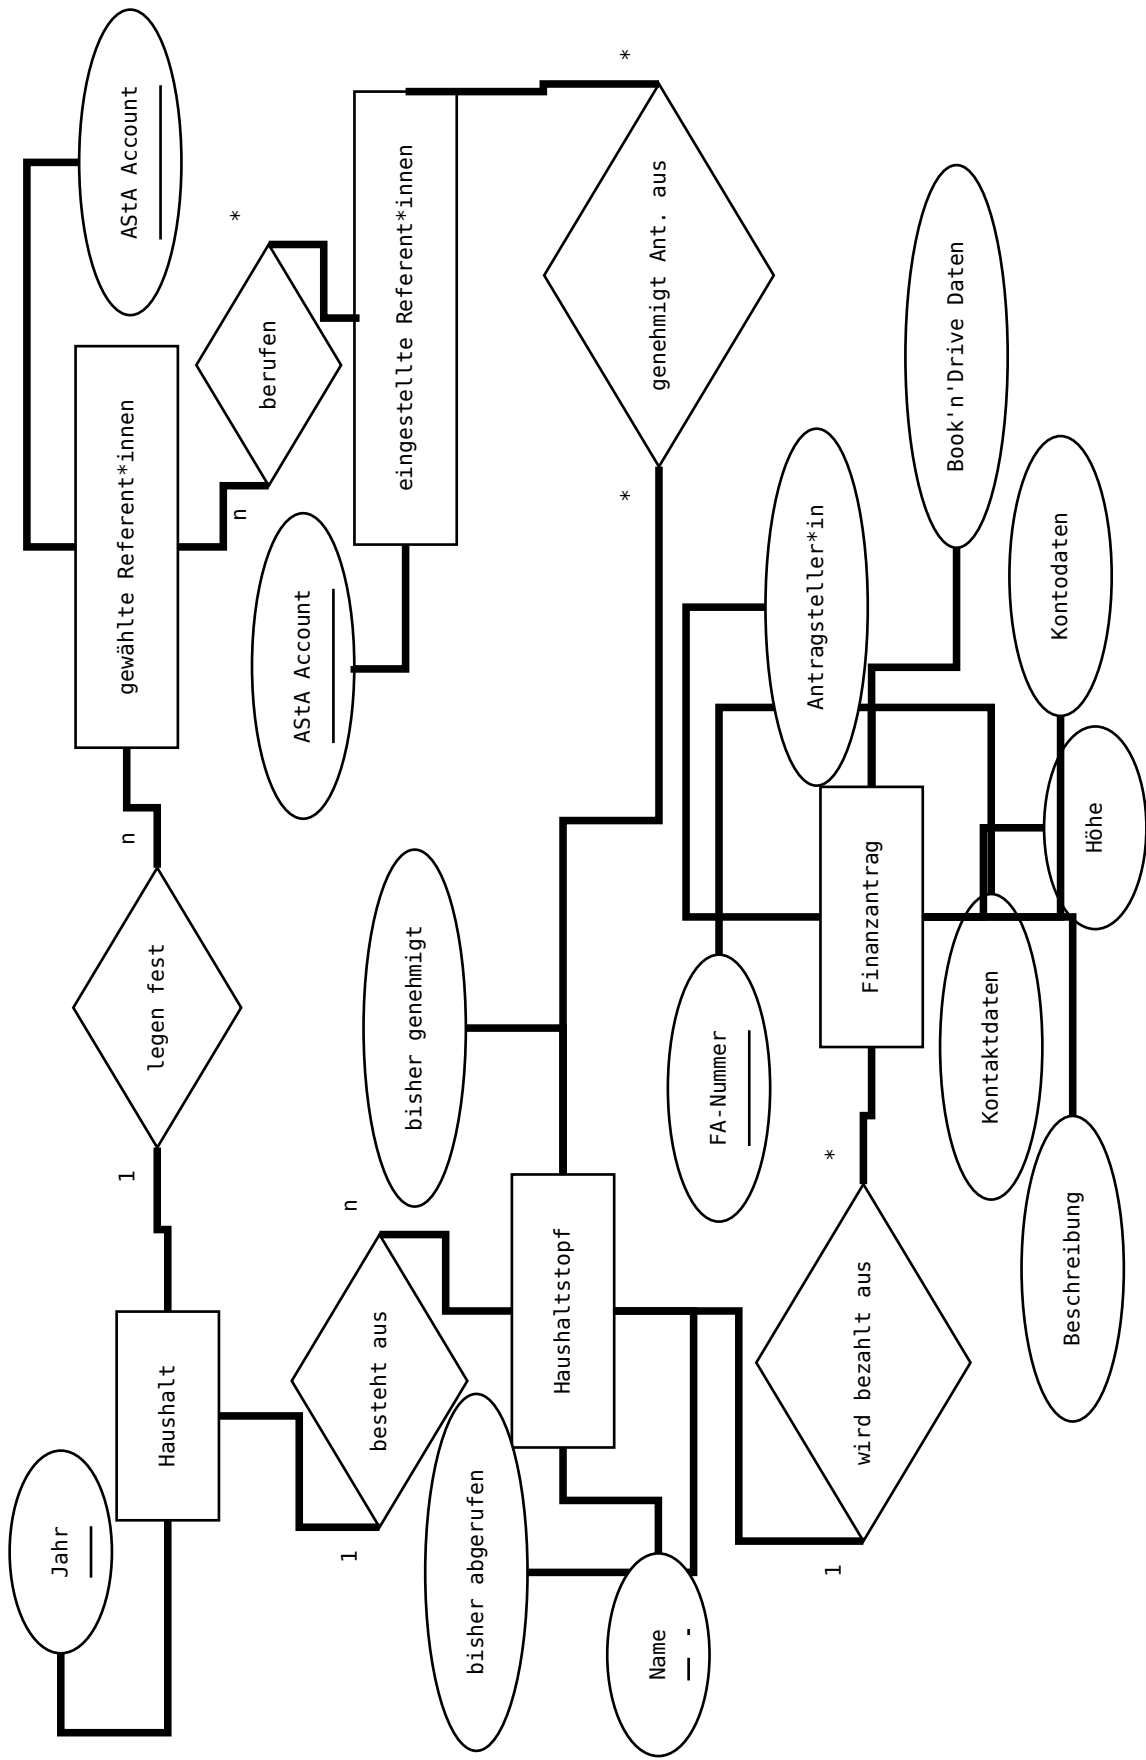 Jahr
Haushalt
1
legen fest
n
gewählte Referent*innen
AStA Account
1
besteht aus
n
n
berufen
*
AStA Account
eingestellte Referent*innen
bisher abgerufen
bisher genehmigt
Haushaltstopf
Name
*
genehmigt Ant. aus
*
FA-Nummer
Antragsteller*in
1
wird bezahlt aus
*
Finanzantrag
Book'n'Drive Daten
Kontaktdaten
Kontodaten
Beschreibung
Höhe